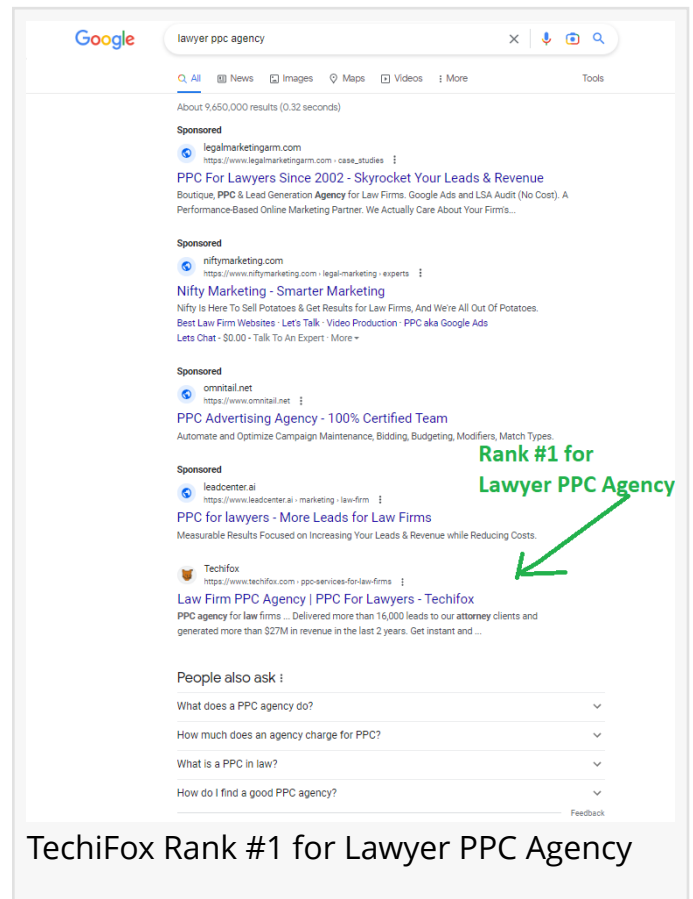 Google
lawyer ppc agency
All News Images Maps Videos More Tools
About 9,650,000 results (0.32 seconds)
Sponsored
legalmarketingarm.com
https://www.legalmarketingarm.com › case_studies
PPC For Lawyers Since 2002 - Skyrocket Your Leads & Revenue
Boutique, PPC & Lead Generation Agency for Law Firms. Google Ads and LSA Audit (No Cost). A
Performance-Based Online Marketing Partner. We Actually Care About Your Firm's...
Sponsored
niftymarketing.com
https://www.niftymarketing.com › legal-marketing › experts
Nifty Marketing - Smarter Marketing
Nifty Is Here To Sell Potatoes & Get Results for Law Firms, And We're All Out Of Potatoes.
Best Law Firm Websites · Let's Talk · Video Production · PPC aka Google Ads
Lets Chat - $0.00 - Talk To An Expert · More
Sponsored
omnitail.net
https://www.omnitail.net
PPC Advertising Agency - 100% Certified Team
Automate and Optimize Campaign Maintenance, Bidding, Budgeting, Modifiers, Match Types.
Rank #1 for
Lawyer PPC Agency
Sponsored
leadcenter.ai
https://www.leadcenter.ai › marketing › law-firm
PPC for lawyers - More Leads for Law Firms
Measurable Results Focused on Increasing Your Leads & Revenue while Reducing Costs.
Techifox
https://www.techifox.com › ppc-services-for-law-firms
Law Firm PPC Agency | PPC For Lawyers - Techifox
PPC agency for law firms ... Delivered more than 16,000 leads to our attorney clients and
generated more than $27M in revenue in the last 2 years. Get instant and ...
People also ask
What does a PPC agency do?
How much does an agency charge for PPC?
What is a PPC in law?
How do I find a good PPC agency?
Feedback
TechiFox Rank #1 for Lawyer PPC Agency